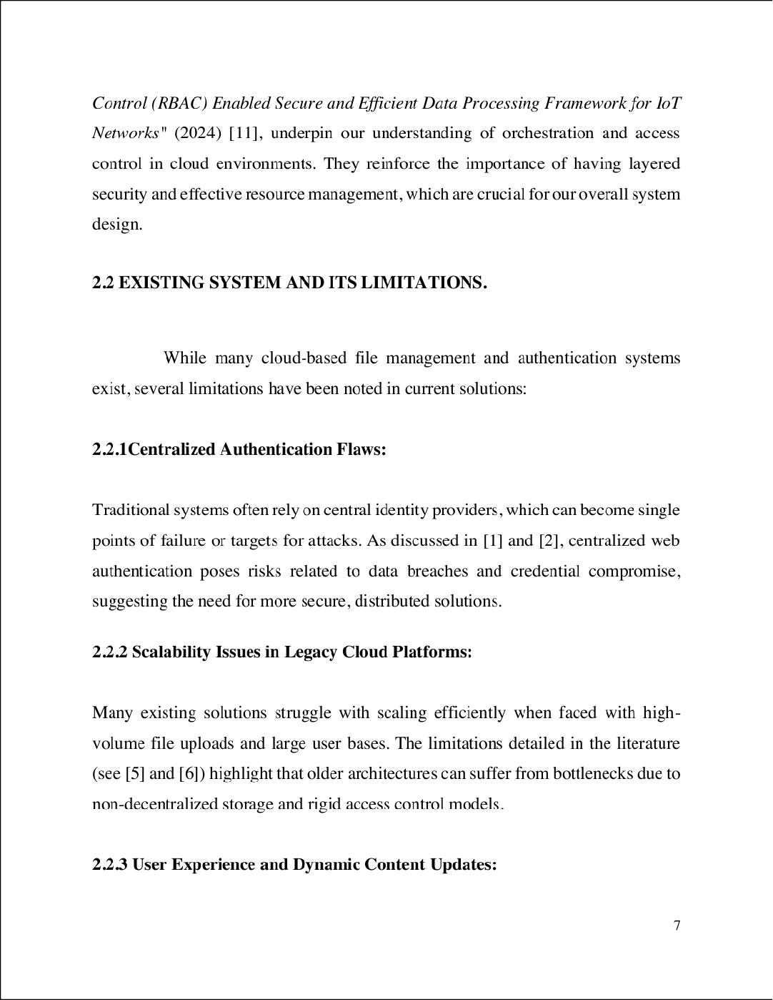 Control (RBAC) Enabled Secure and Efficient Data Processing Framework for IoT
Networks" (2024) [11], underpin our understanding of orchestration and access
control in cloud environments. They reinforce the importance of having layered
security and effective resource management, which are crucial for our overall system
design.
2.2 EXISTING SYSTEM AND ITS LIMITATIONS.
While many cloud-based file management and authentication systems
exist, several limitations have been noted in current solutions:
2.2.1Centralized Authentication Flaws:
Traditional systems often rely on central identity providers, which can become single
points of failure or targets for attacks. As discussed in [1] and [2], centralized web
authentication poses risks related to data breaches and credential compromise,
suggesting the need for more secure, distributed solutions.
2.2.2 Scalability Issues in Legacy Cloud Platforms:
Many existing solutions struggle with scaling efficiently when faced with high-
volume file uploads and large user bases. The limitations detailed in the literature
(see [5] and [6]) highlight that older architectures can suffer from bottlenecks due to
non-decentralized storage and rigid access control models.
2.2.3 User Experience and Dynamic Content Updates:
7